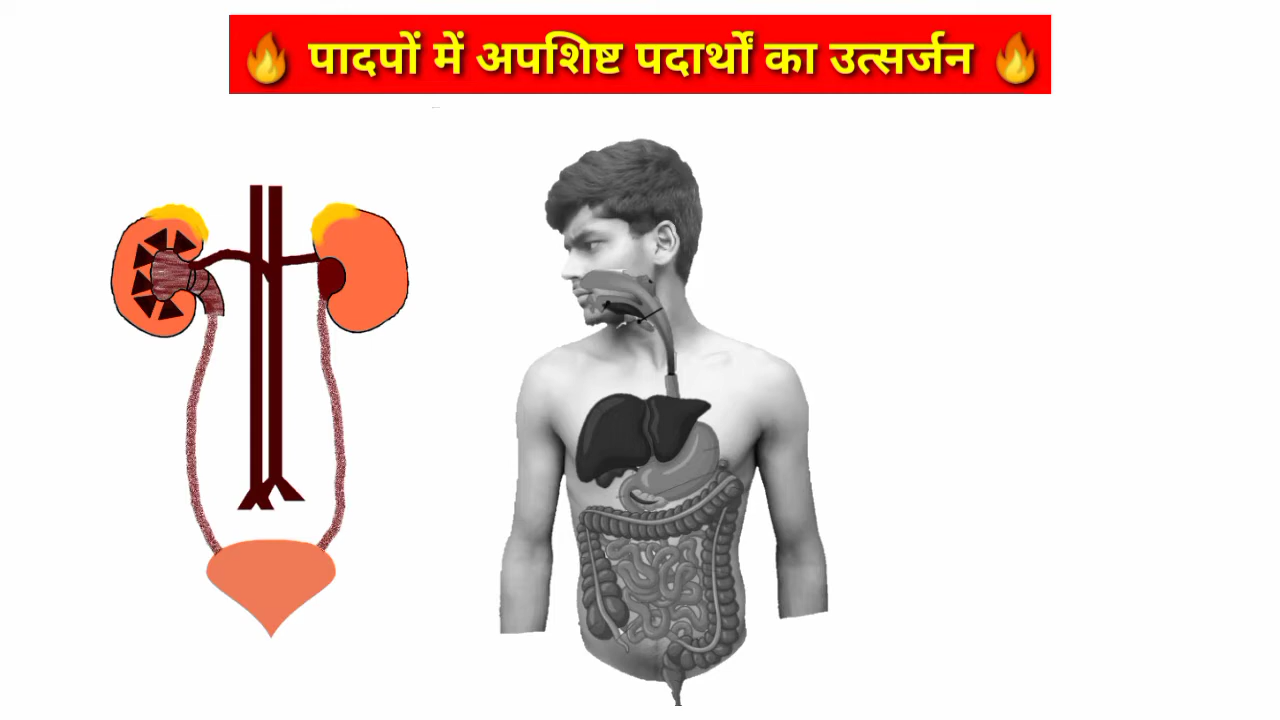 🔥 पादपों में अपशिष्ट पदार्थों का उत्सर्जन 🔥